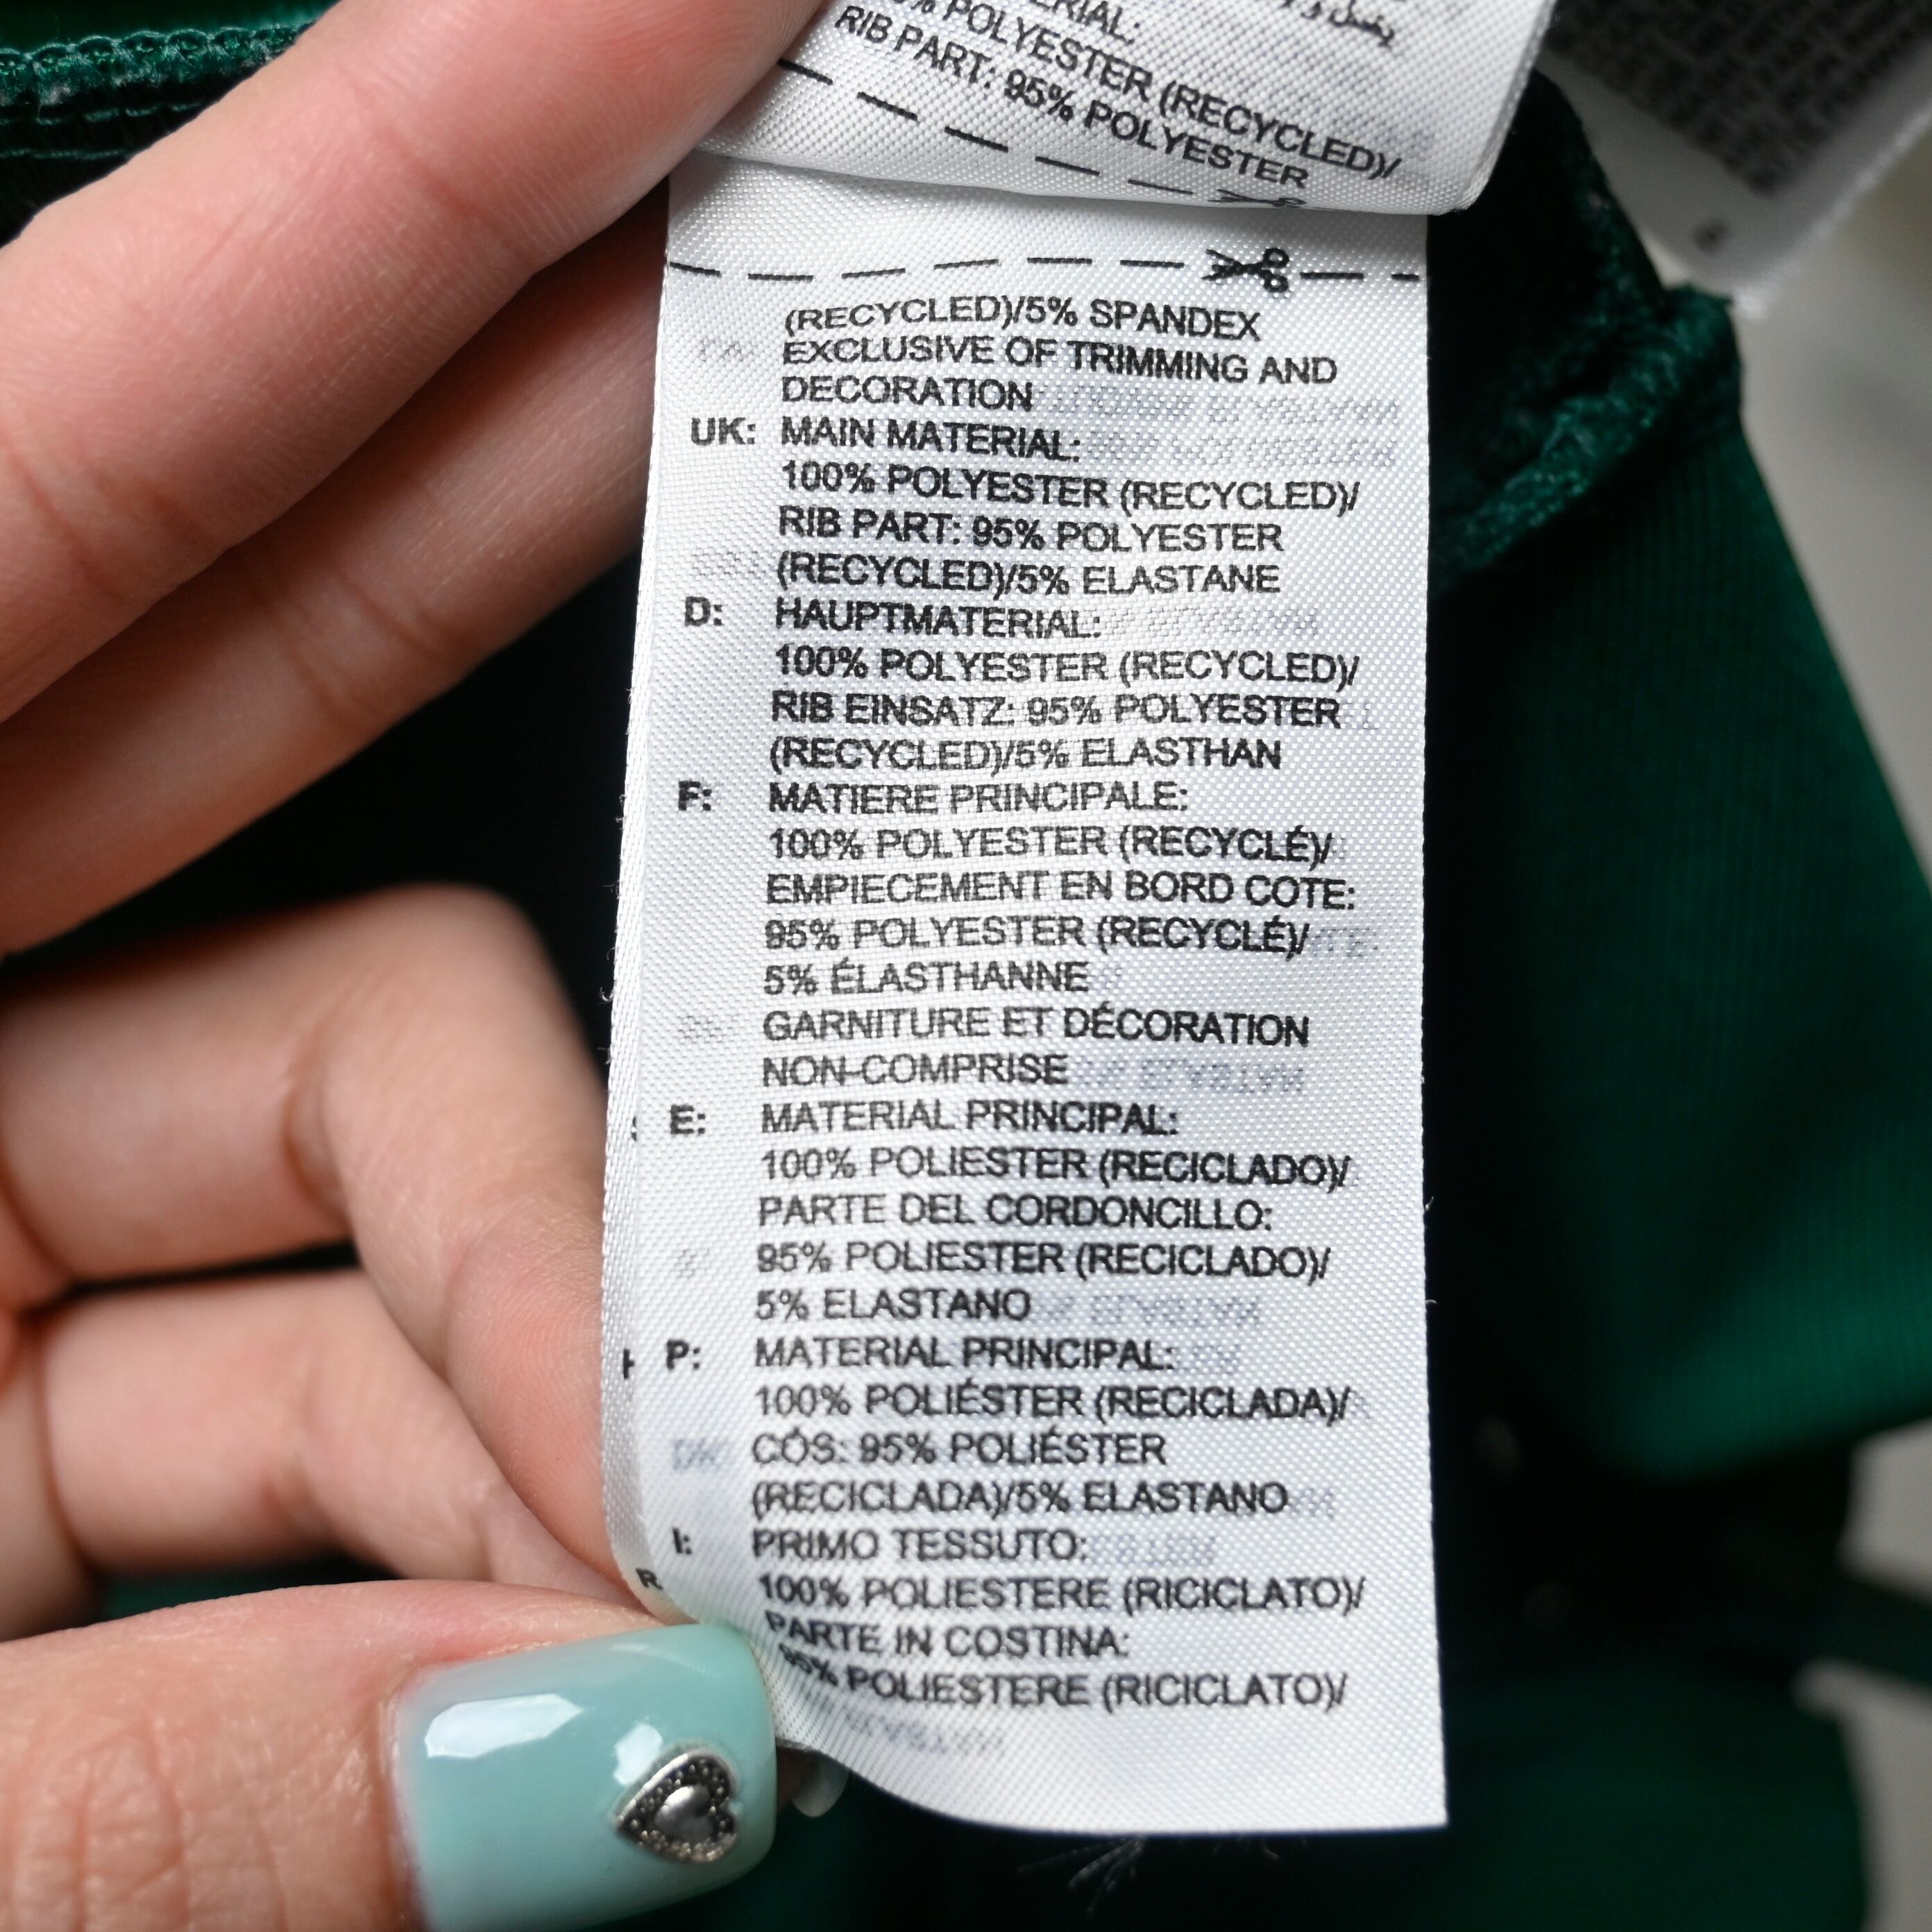 MATERIAL:
POLYESTER (RECYCLED)/
RIB PART: 95% POLYESTER
(RECYCLED)/5% SPANDEX
EXCLUSIVE OF TRIMMING AND
DECORATION
UK: MAIN MATERIAL:
100% POLYESTER (RECYCLED)/
RIB PART: 95% POLYESTER
(RECYCLED)/5% ELASTANE
D: HAUPTMATERIAL:
100% POLYESTER (RECYCLED)/
RIB EINSATZ: 95% POLYESTER
(RECYCLED)/5% ELASTHAN
F: MATIERE PRINCIPALE:
100% POLYESTER (RECYCLÉ)/
EMPIECEMENT EN BORD COTE:
95% POLYESTER (RECYCLÉ)/
5% ÉLASTHANNE
GARNITURE ET DÉCORATION
NON-COMPRISE
E: MATERIAL PRINCIPAL:
100% POLIESTER (RECICLADO)/
PARTE DEL CORDONCILLO:
95% POLIESTER (RECICLADO)/
5% ELASTANO
P: MATERIAL PRINCIPAL:
100% POLIÉSTER (RECICLADA)/
CÓS: 95% POLIÉSTER
(RECICLADA)/5% ELASTANO
I: PRIMO TESSUTO:
100% POLIESTERE (RICICLATO)/
PARTE IN COSTINA:
95% POLIESTERE (RICICLATO)/